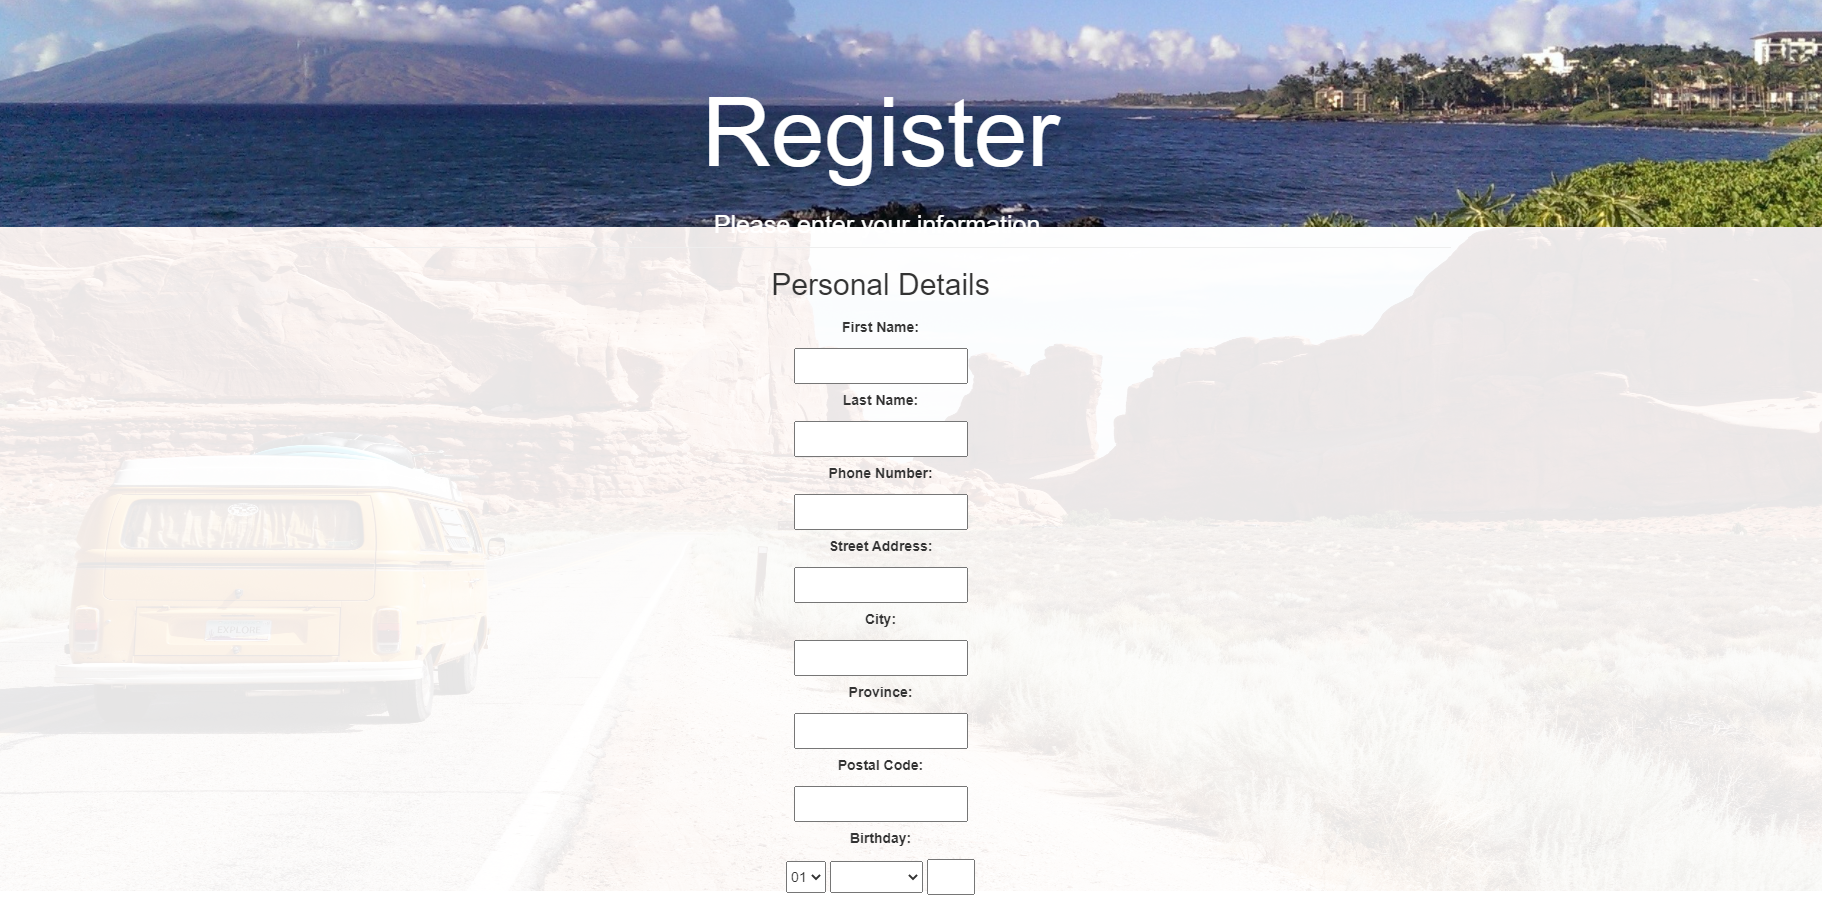 Register
Please enter your information
Personal Details
First Name:
Last Name:
Phone Number:
Street Address:
City:
Province:
Postal Code:
Birthday:
01
EXPLORE